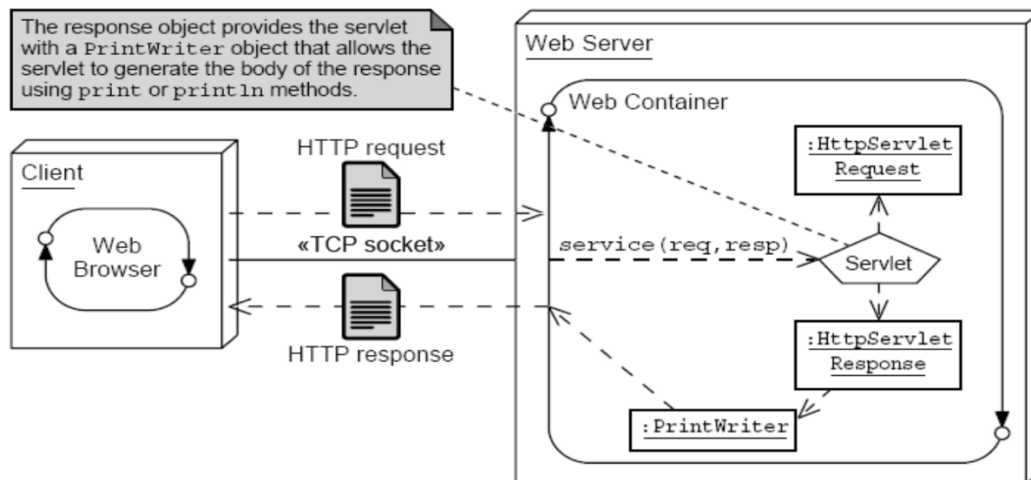 The response object provides the servlet
with a PrintWriter object that allows the
servlet to generate the body of the response
using print or println methods.
Web Server
Web Container
HTTP request
:HttpServlet
Request
Client
Web
Browser
«TCP socket»
service(req,resp)
Servlet
HTTP response
:HttpServlet
Response
:PrintWriter